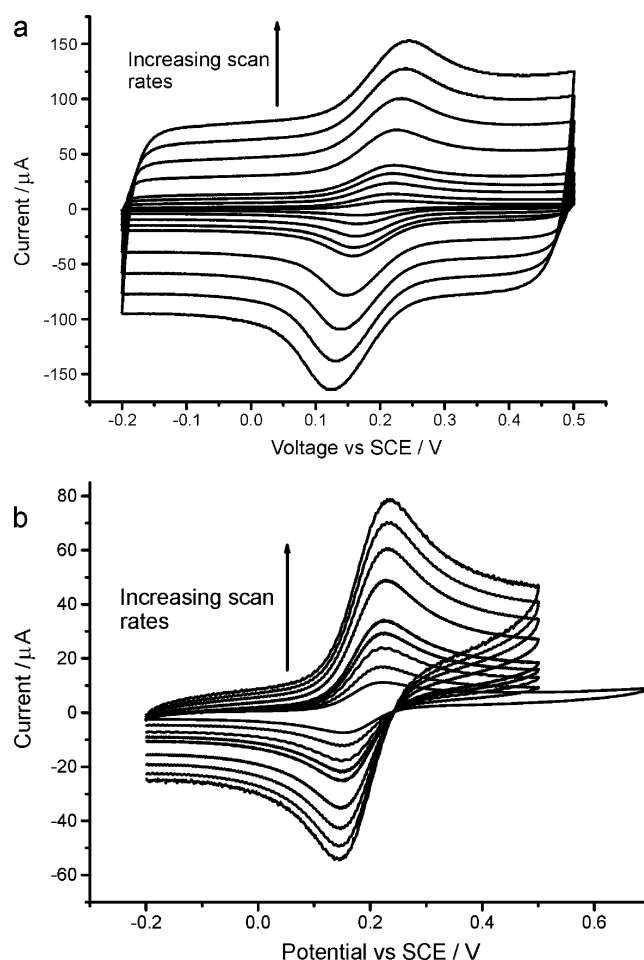 a
Increasing scan
rates
150
100
50
0
-50
-100
-150
Current /μA
-0.2 -0.1 0.0 0.1 0.2 0.3 0.4 0.5
Voltage vs SCE / V
b
Increasing scan
rates
80
60
40
20
0
-20
-40
-60
Current /μA
-0.2 0.0 0.2 0.4 0.6
Potential vs SCE / V